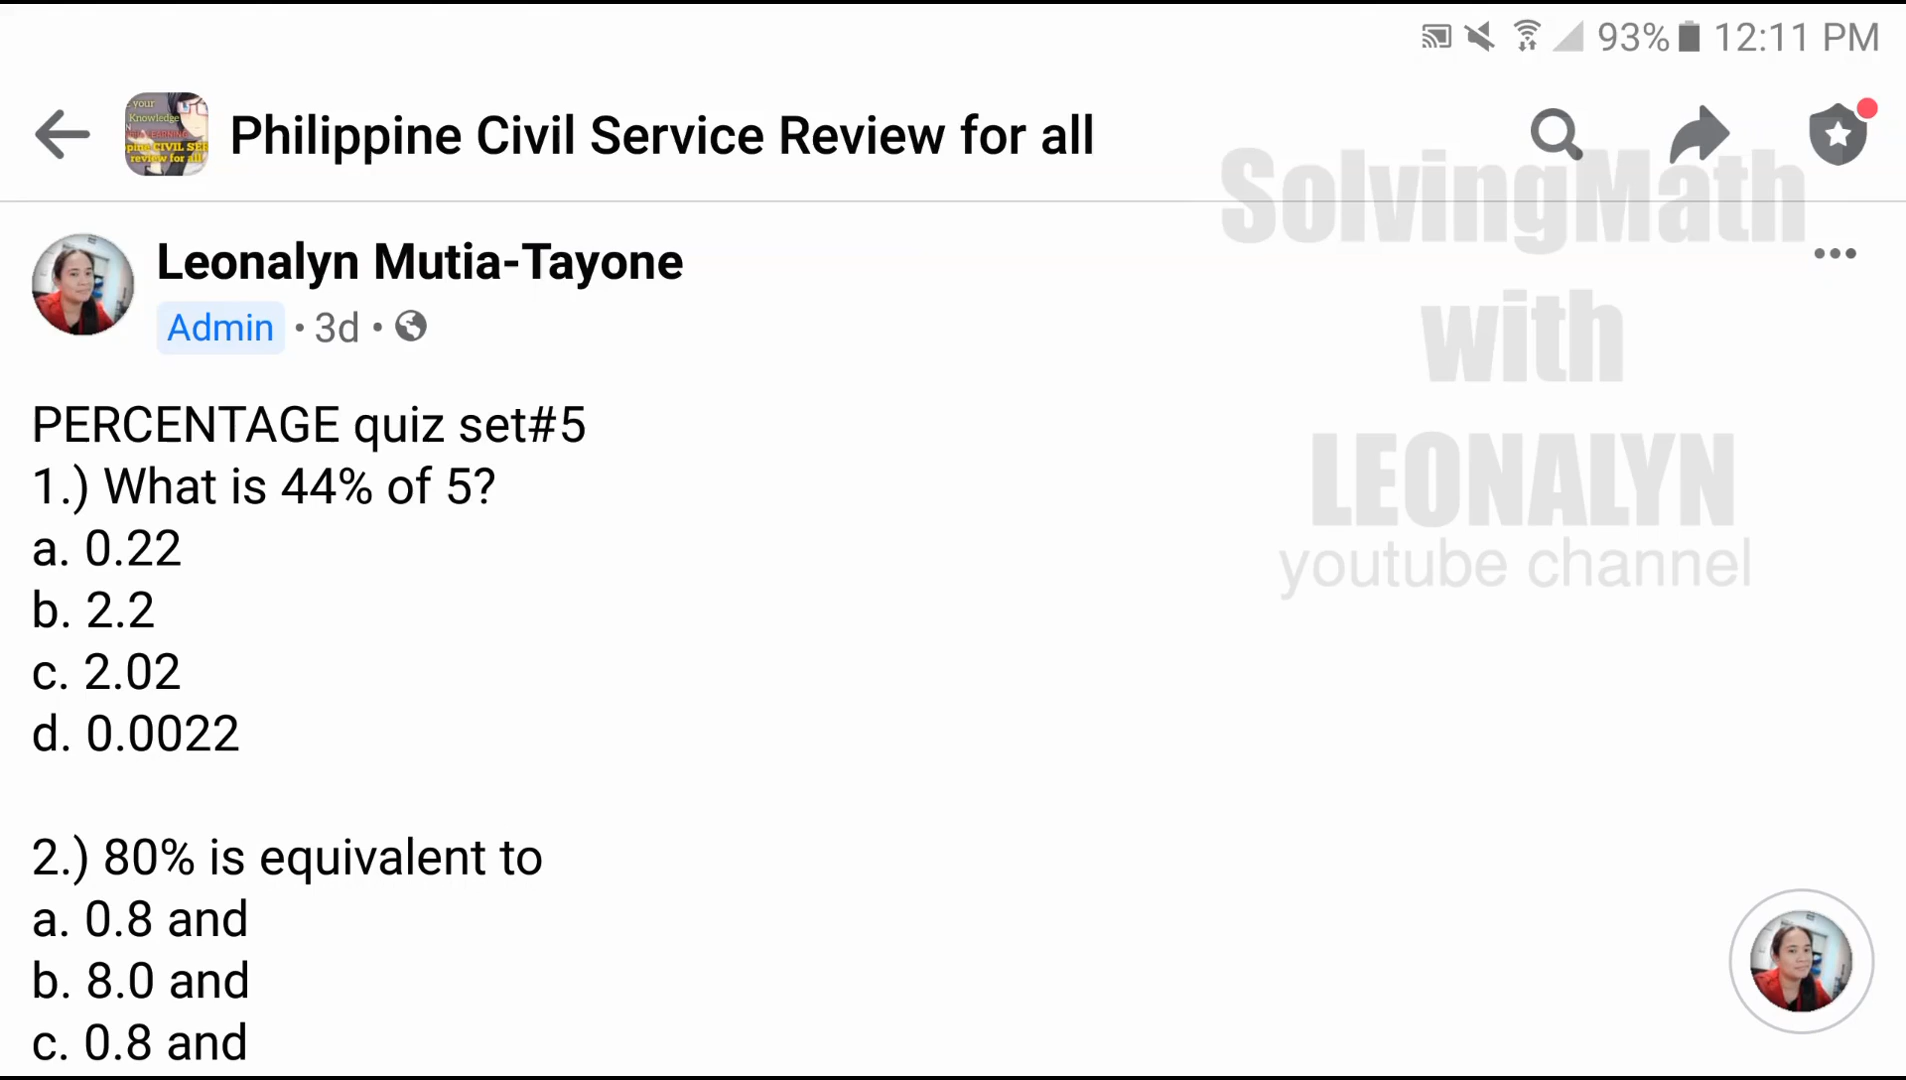 93% 12:11 PM
your
Knowledge
Philippine Civil Service Review for all
SolvingMath
with
LEONALYN
youtube channel
Leonalyn Mutia-Tayone
Admin • 3d •
PERCENTAGE quiz set#5
1.) What is 44% of 5?
a. 0.22
b. 2.2
c. 2.02
d. 0.0022
2.) 80% is equivalent to
a. 0.8 and
b. 8.0 and
c. 0.8 and